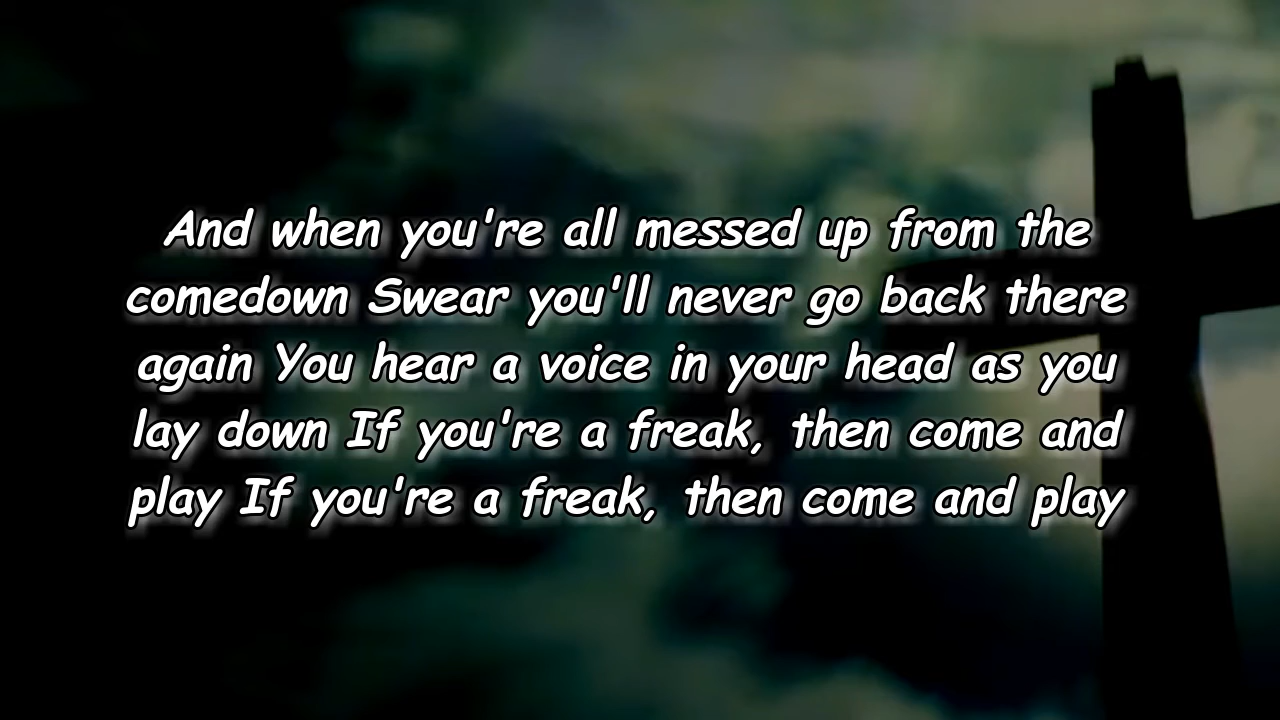 And when you're all messed up from the
comedown Swear you'll never go back there
again You hear a voice in your head as you
lay down If you're a freak, then come and
play If you're a freak, then come and play